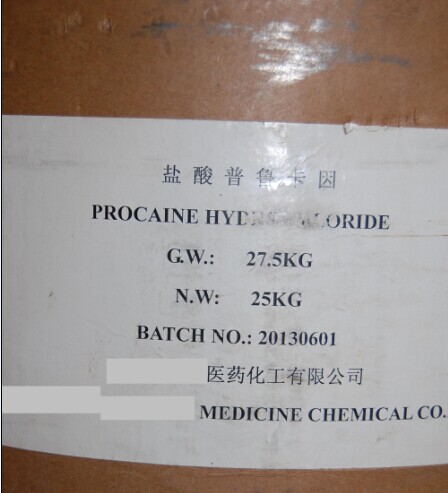 盐酸普鲁卡因
PROCAINE HYDROCHLORIDE
G.W.: 27.5KG
N.W: 25KG
BATCH NO.: 20130601
医药化工有限公司
MEDICINE CHEMICAL CO.